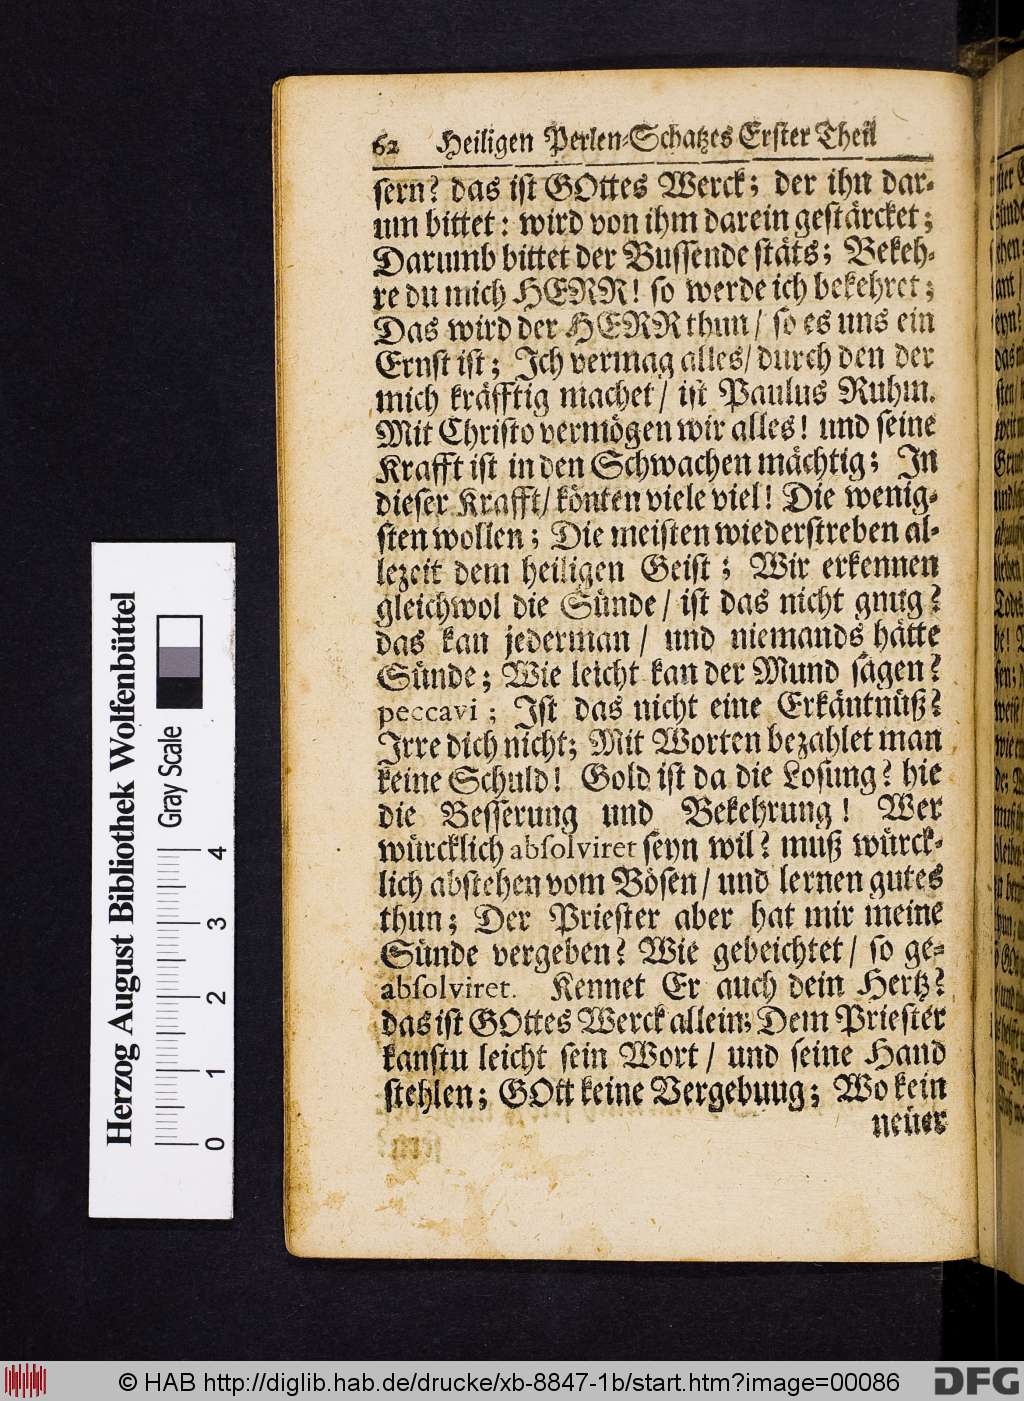 62 Heiligen Perlen-Schatzes Erster Theil
sern? das ist GOttes Werck; der ihn dar-
um bittet: wird von ihm darein gestärcket;
Darumb bittet der Bussende stäts; Bekeh-
re du mich HERR! so werde ich bekehret;
Das wird der HERR thun/ so es uns ein
Ernst ist; Ich vermag alles/ durch den der
mich kräfftig machet/ ist Paulus Ruhm.
Mit Christo vermögen wir alles! und seine
Krafft ist in den Schwachen mächtig; In
dieser Krafft/ könten viele viel! Die wenig-
sten wollen; Die meisten wiederstreben al-
lezeit dem heiligen Geist; Wir erkennen
gleichwol die Sünde/ ist das nicht gnug?
das kan jederman/ und niemands hätte
Sünde; Wie leicht kan der Mund sagen?
peccavi; Ist das nicht eine Erkäntnüß?
Irre dich nicht; Mit Worten bezahlet man
keine Schuld! Gold ist da die Losung? hie
die Besserung und Bekehrung! Wer
würcklich absolviret seyn wil? muß würck-
lich abstehen vom Bösen/ und lernen gutes
thun; Der Priester aber hat mir meine
Sünde vergeben? Wie gebeichtet/ so ge-
absolviret. Kennet Er auch dein Hertz?
das ist GOttes Werck allein; Dem Priester
kanstu leicht sein Wort/ und seine Hand
stehlen; GOtt keine Vergebung; Wo kein
neuer
Herzog August Bibliothek Wolfenbüttel
Gray Scale
0 1 2 3 4
© HAB http://diglib.hab.de/drucke/xb-8847-1b/start.htm?image=00086
DFG